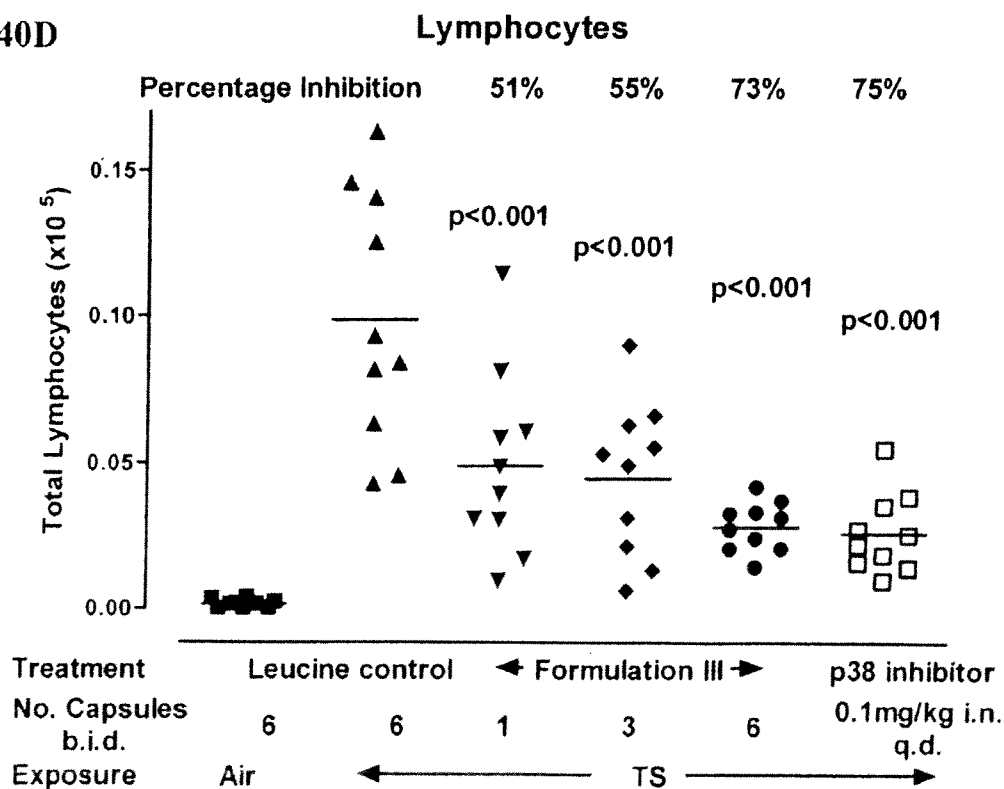 40D
Lymphocytes
Percentage Inhibition 51% 55% 73% 75%
0.15
0.10
0.05
0.00
Total Lymphocytes (x10 5)
p<0.001
p<0.001
p<0.001
p<0.001
Treatment Leucine control Formulation III p38 inhibitor
No. Capsules b.i.d. 6 6 1 3 6 0.1mg/kg i.n. q.d.
Exposure Air TS